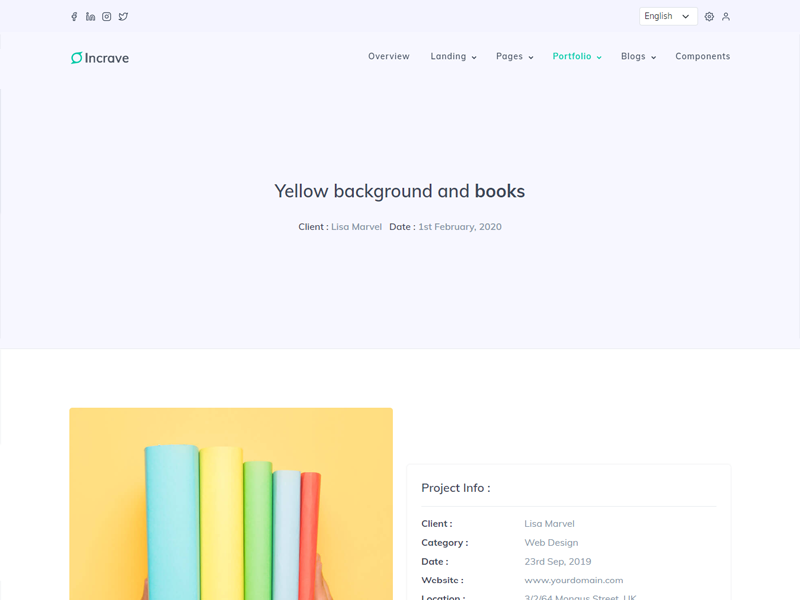 English
Incrave
Overview Landing Pages Portfolio Blogs Components
Yellow background and books
Client : Lisa Marvel Date : 1st February, 2020
Project Info :
Client : Lisa Marvel
Category : Web Design
Date : 23rd Sep, 2019
Website : www.yourdomain.com
Location : 3/2/64 Mongus Street, UK